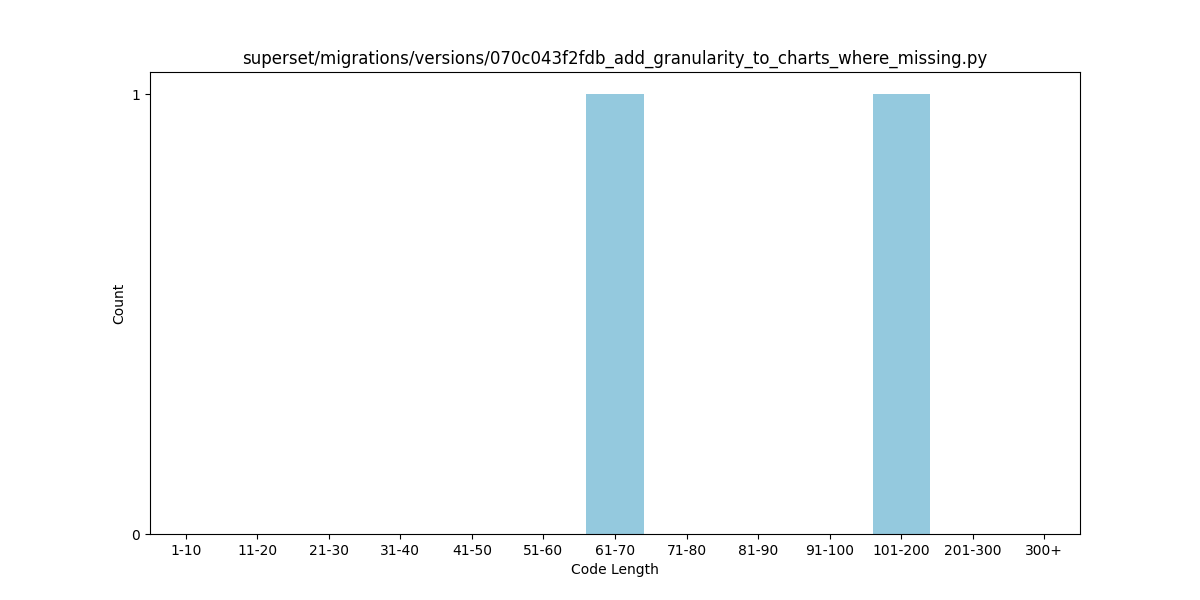 superset/migrations/versions/070c043f2fdb_add_granularity_to_charts_where_missing.py
1
Count
0
1-10 11-20 21-30 31-40 41-50 51-60 61-70 71-80 81-90 91-100 101-200 201-300 300+
Code Length